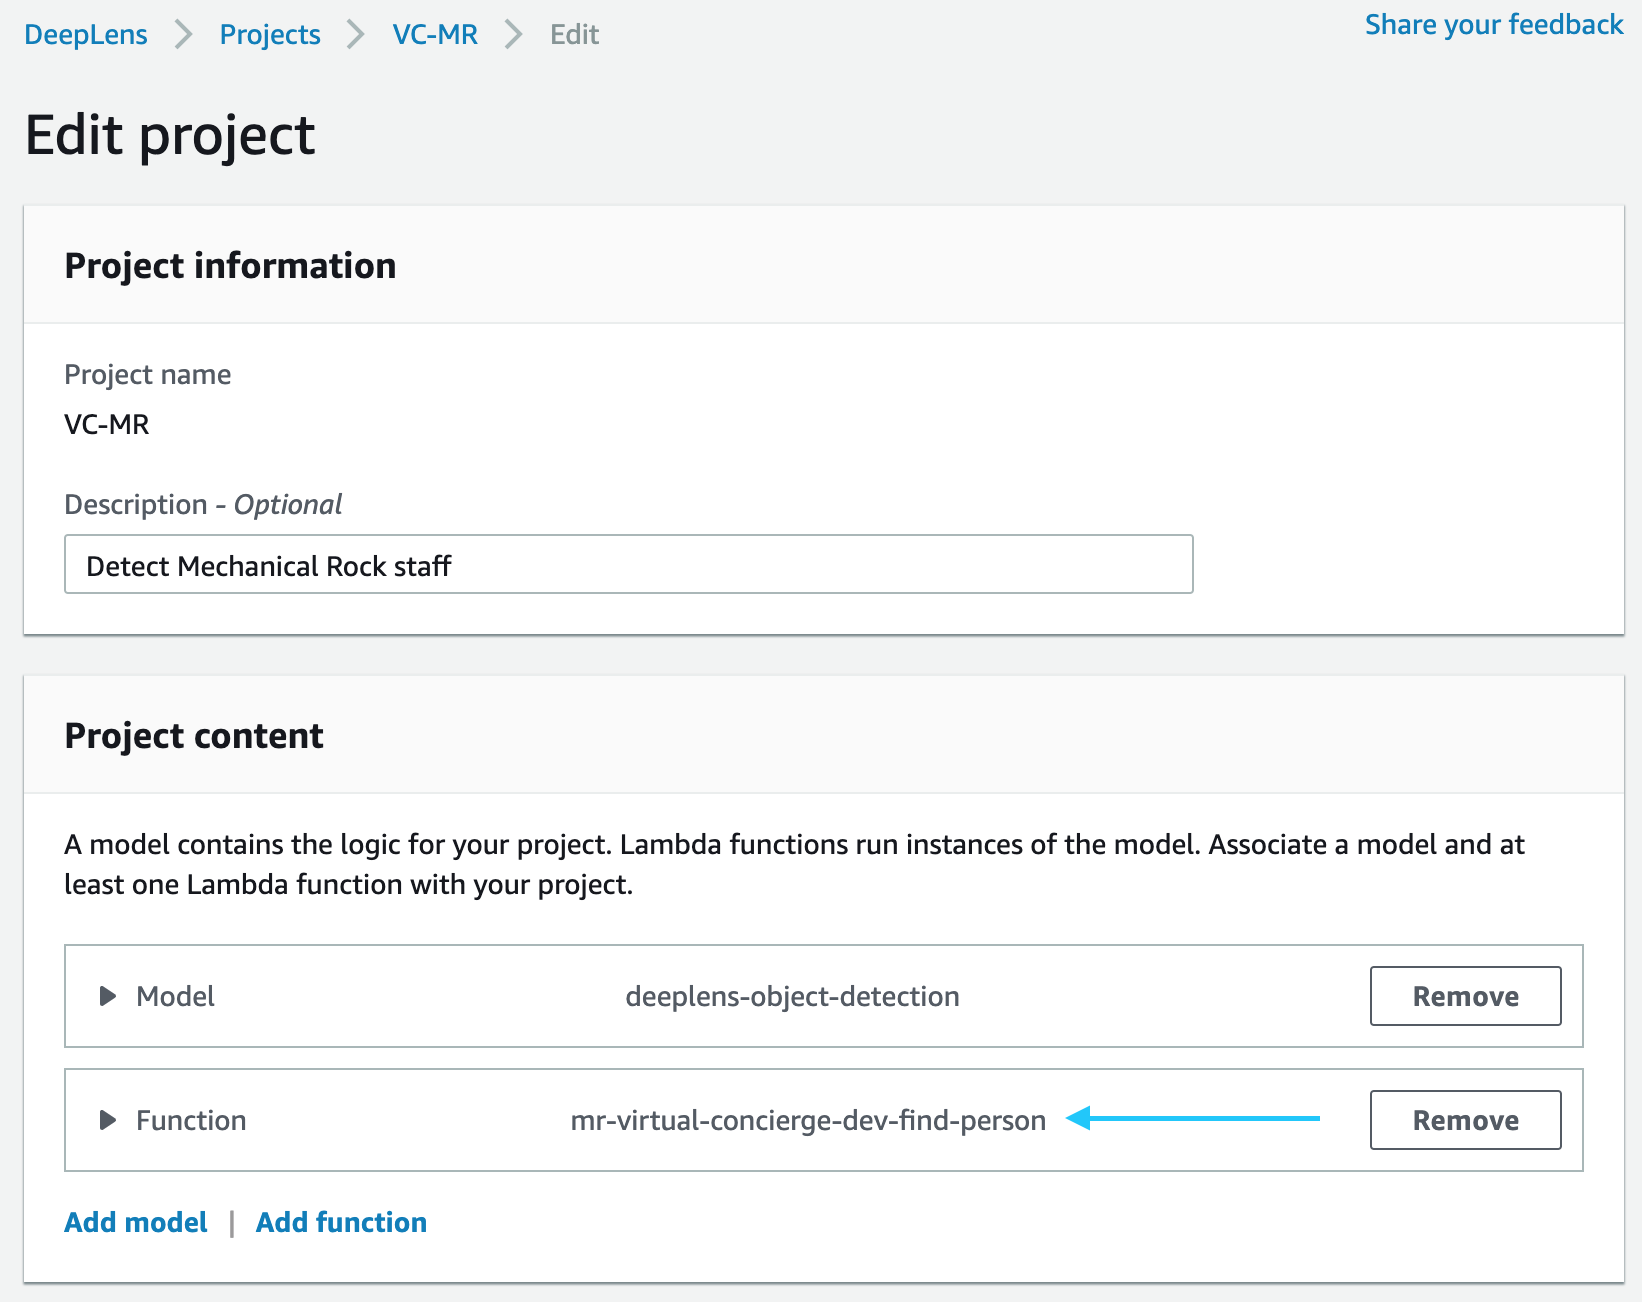 DeepLens Projects VC-MR Edit
Share your feedback
Edit project
Project information
Project name
VC-MR
Description - Optional
Detect Mechanical Rock staff
Project content
A model contains the logic for your project. Lambda functions run instances of the model. Associate a model and at
least one Lambda function with your project.
Model deeplens-object-detection Remove
Function mr-virtual-concierge-dev-find-person Remove
Add model | Add function